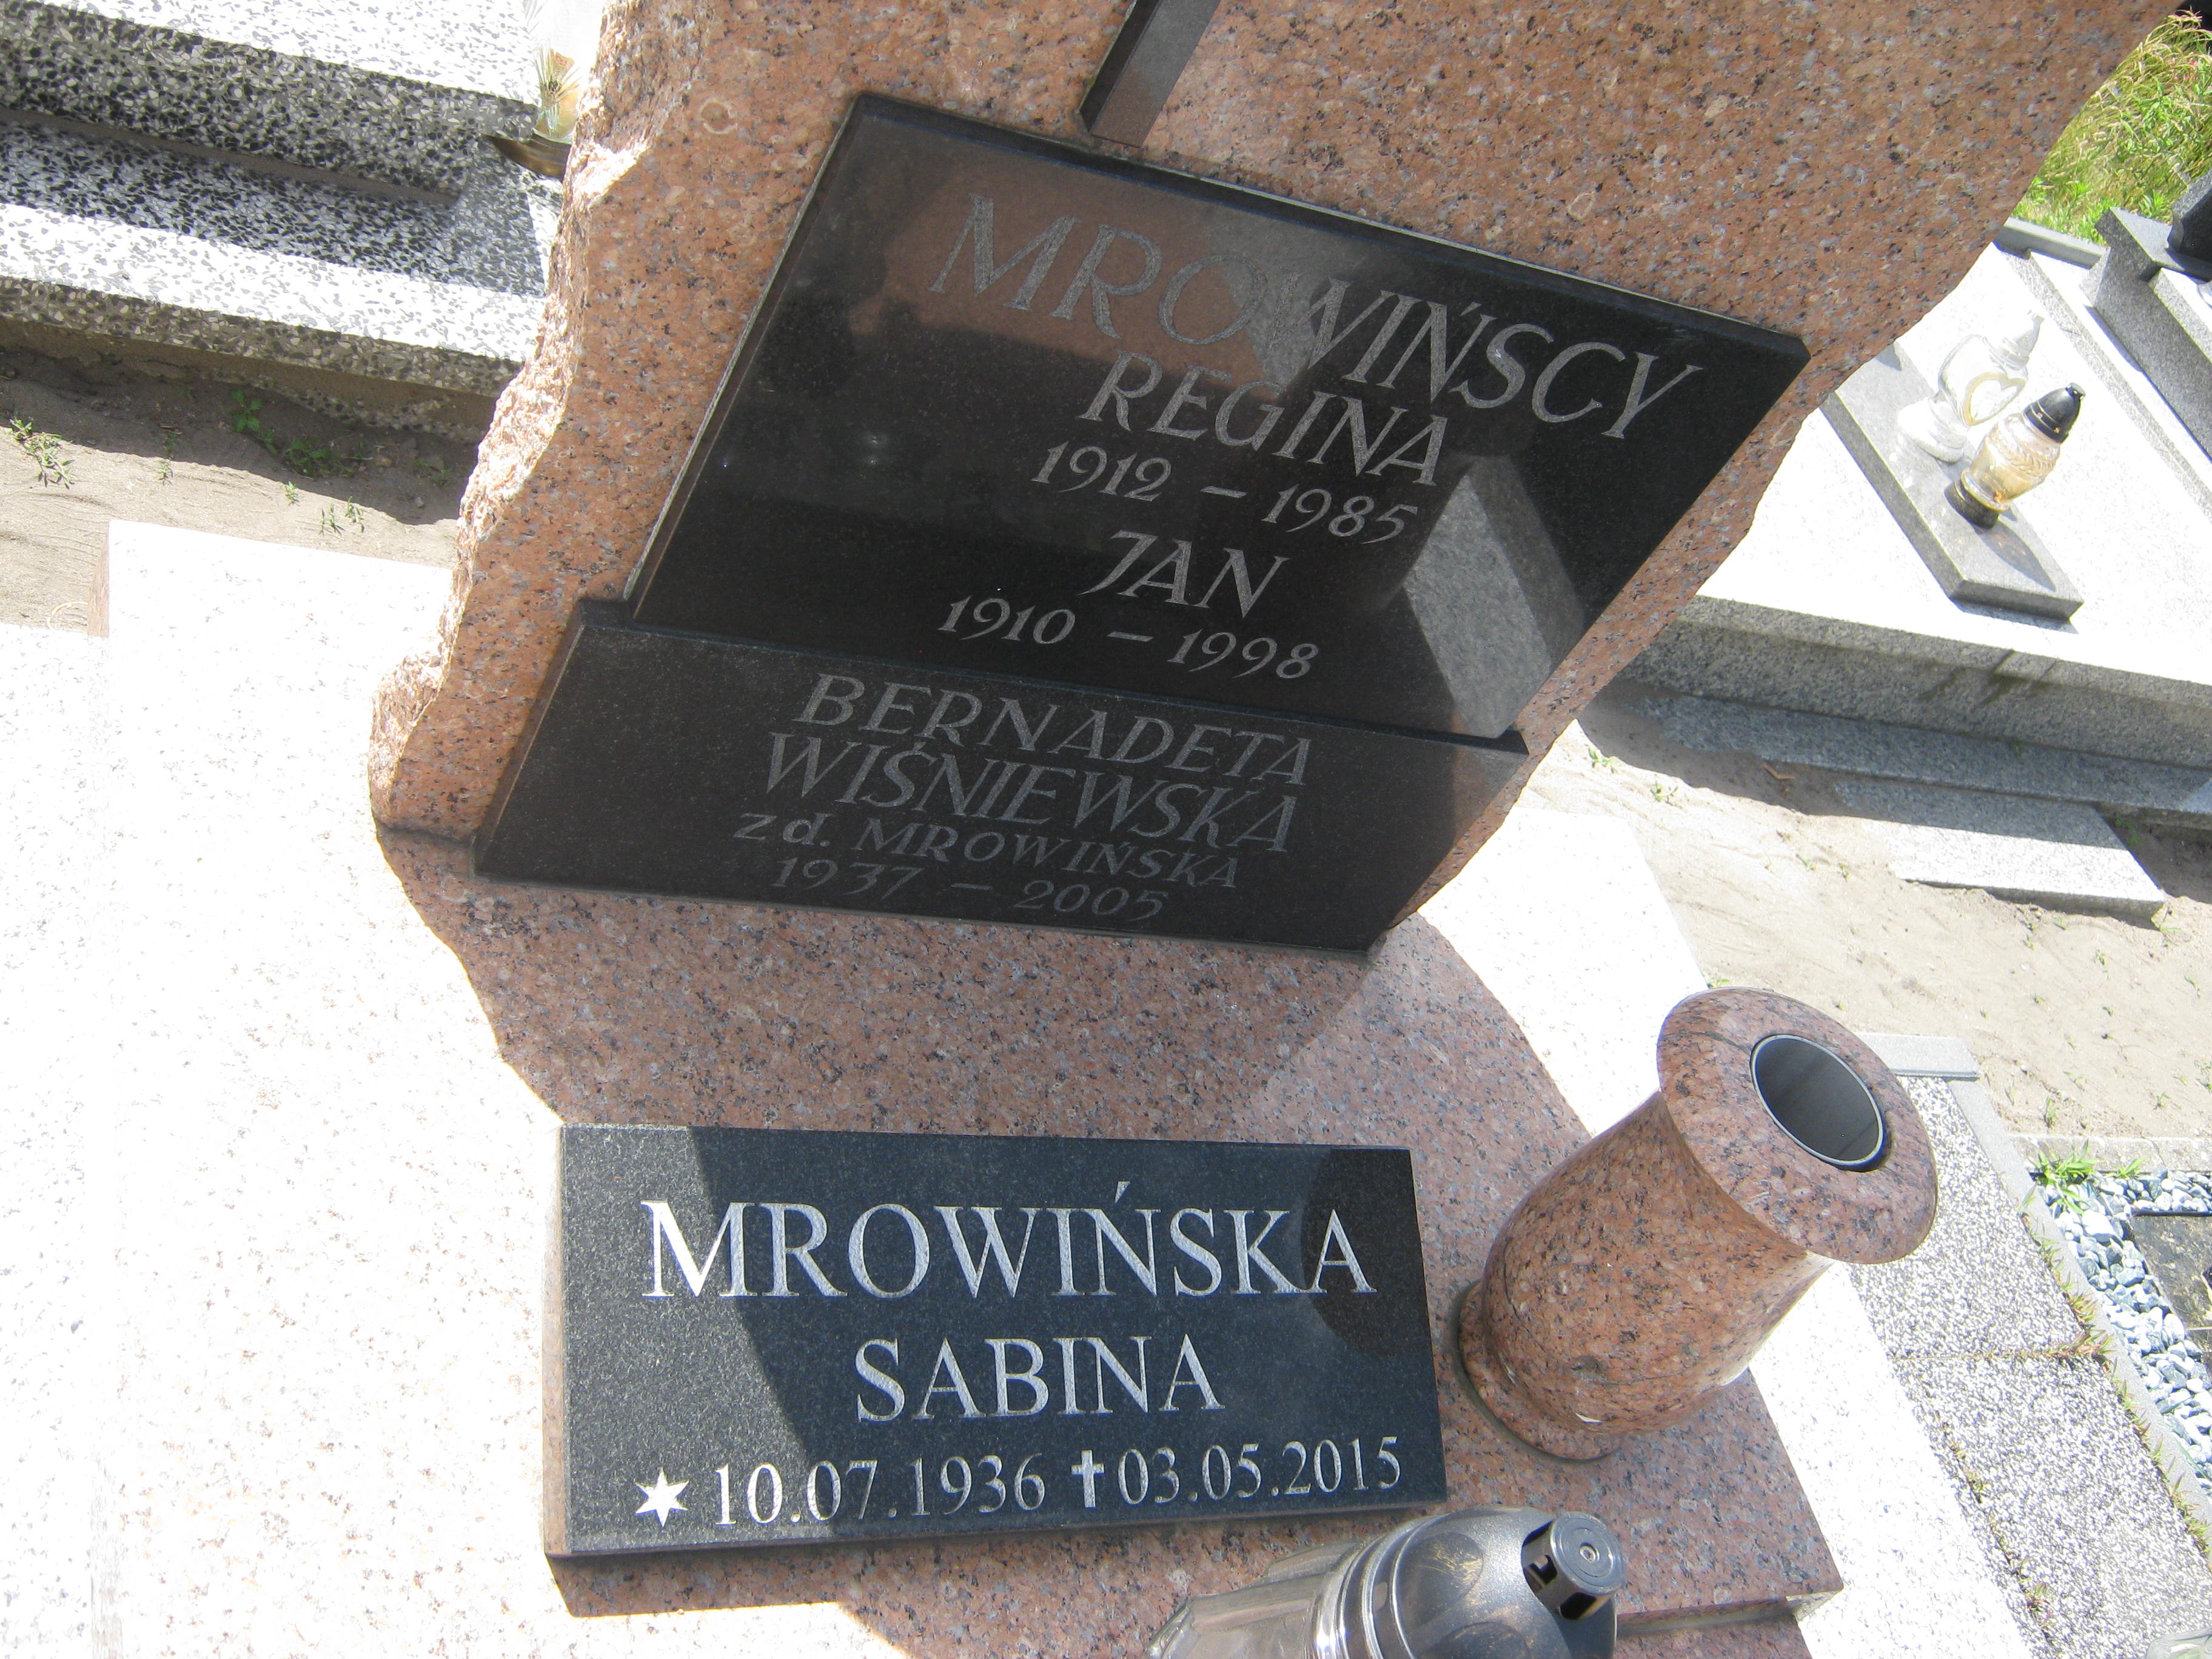 MROWIŃSCY
REGINA
1912 – 1985
JAN
1910 – 1998
BERNADETA
WIŚNIEWSKA
zd. MROWIŃSKA
1937 – 2005
MROWIŃSKA
SABINA
10.07.1936 ✝ 03.05.2015